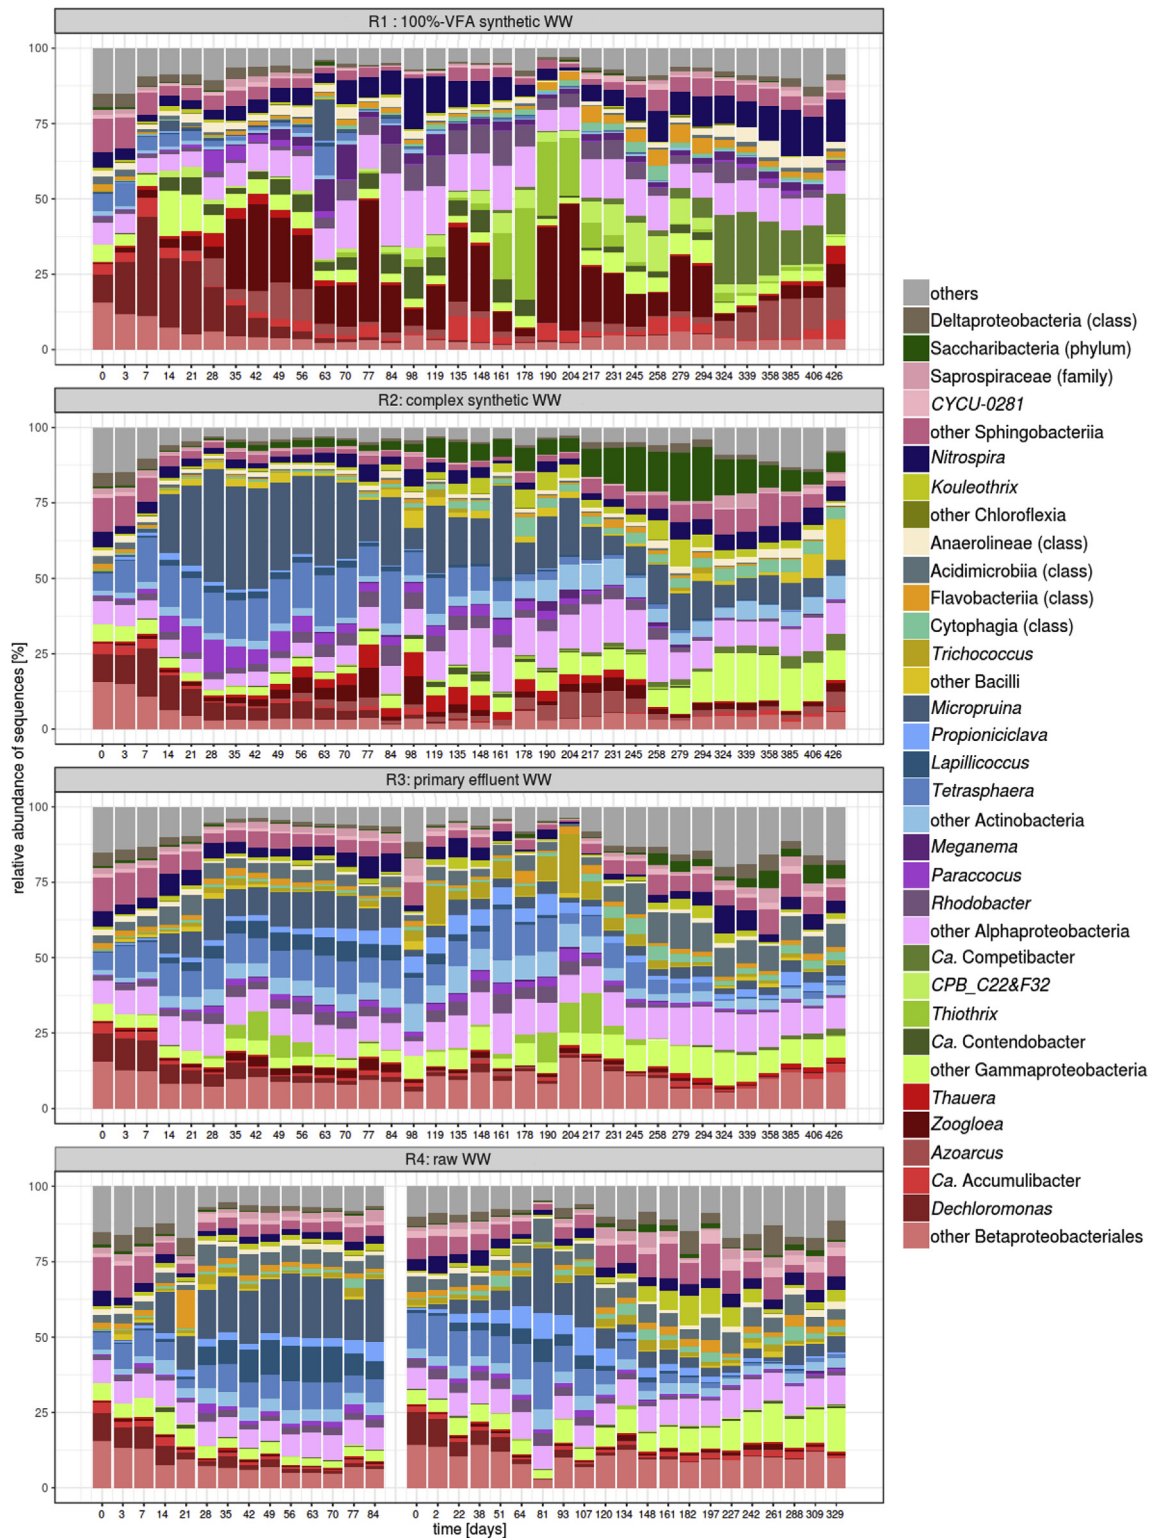 R1 : 100%-VFA synthetic WW
100
75
50
25
0
0 3 7 14 21 28 35 42 49 56 63 70 77 84 98 119 135 148 161 178 190 204 217 231 245 258 279 294 324 339 358 385 406 426
R2: complex synthetic WW
100
75
50
25
0
0 3 7 14 21 28 35 42 49 56 63 70 77 84 98 119 135 148 161 178 190 204 217 231 245 258 279 294 324 339 358 385 406 426
R3: primary effluent WW
100
75
50
25
0
0 3 7 14 21 28 35 42 49 56 63 70 77 84 98 119 135 148 161 178 190 204 217 231 245 258 279 294 324 339 358 385 406 426
R4: raw WW
100
75
50
25
0
0 3 7 14 21 28 35 42 49 56 63 70 77 84 0 2 22 38 51 64 81 93 107 120 134 148 161 182 197 227 242 261 288 309 329
time [days]
relative abundance of sequences [%]
others
Deltaproteobacteria (class)
Saccharibacteria (phylum)
Saprospiraceae (family)
CYCU-0281
other Sphingobacteriia
Nitrospira
Kouleothrix
other Chloroflexia
Anaerolineae (class)
Acidimicrobiia (class)
Flavobacteriia (class)
Cytophagia (class)
Trichococcus
other Bacilli
Micropruina
Propioniciclava
Lapillicoccus
Tetrasphaera
other Actinobacteria
Meganema
Paraccocus
Rhodobacter
other Alphaproteobacteria
Ca. Competibacter
CPB_C22&F32
Thiothrix
Ca. Contendobacter
other Gammaproteobacteria
Thauera
Zoogloea
Azoarcus
Ca. Accumulibacter
Dechloromonas
other Betaproteobacteriales